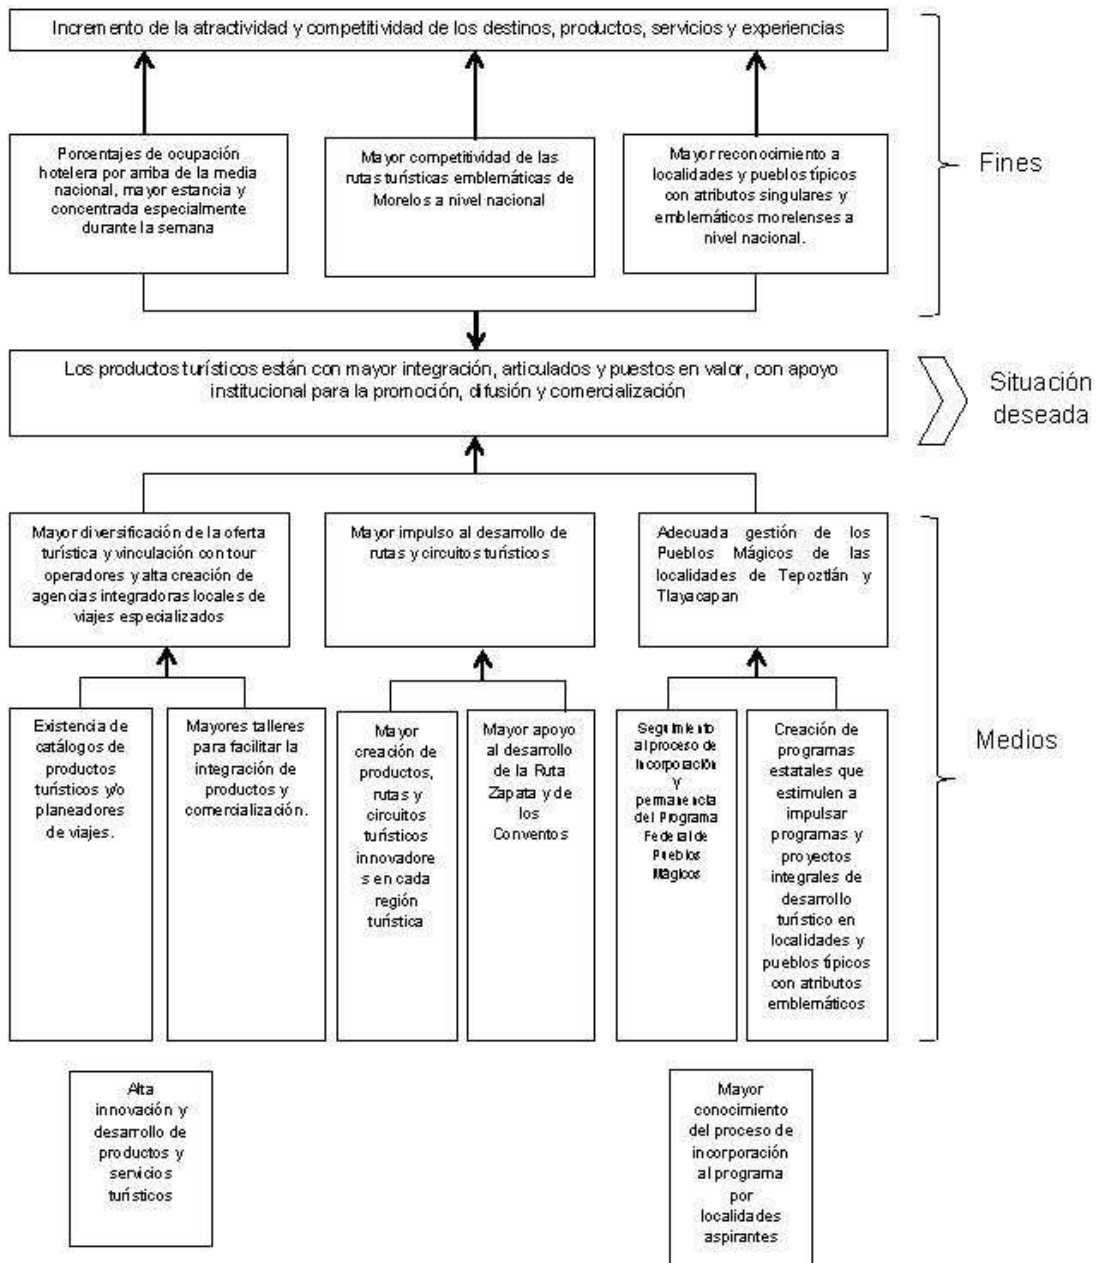 Incremento de la atractividad y competitividad de los destinos, productos, servicios y experiencias
Porcentajes de ocupación
hotelera por arriba de la media
nacional, mayor estancia y
concentrada especialmente
durante la semana
Mayor competitividad de las
rutas turísticas emblemáticas de
Morelos a nivel nacional
Mayor reconocimiento a
localidades y pueblos típicos
con atributos singulares y
emblemáticos morelenses a
nivel nacional.
Fines
Los productos turísticos están con mayor integración, articulados y puestos en valor, con apoyo
institucional para la promoción, difusión y comercialización
Situación
deseada
Mayor diversificación de la oferta
turística y vinculación con tour
operadores y alta creación de
agencias integradoras locales de
viajes especializados
Mayor impulso al desarrollo de
rutas y circuitos turísticos
Adecuada gestión de los
Pueblos Mágicos de las
localidades de Tepoztlán y
Tlayacapan
Existencia de
catálogos de
productos
turísticos y/o
planeadores
de viajes.
Mayores talleres
para facilitar la
integración de
productos y
comercialización.
Mayor
creación de
productos,
rutas y
circuitos
turísticos
innovadore
s en cada
región
turística
Mayor apoyo
al desarrollo
de la Ruta
Zapata y de
los
Conventos
Seguimiento
al proceso de
incorporación
y
permanencia
del Programa
Federal de
Pueblos
Mágicos
Creación de
programas
estatales que
estimulen a
impulsar
programas y
proyectos
integrales de
desarrollo
turístico en
localidades y
pueblos típicos
con atributos
emblemáticos
Medios
Alta
innovación y
desarrollo de
productos y
servicios
turísticos
Mayor
conocimiento
del proceso de
incorporación
al programa
por
localidades
aspirantes